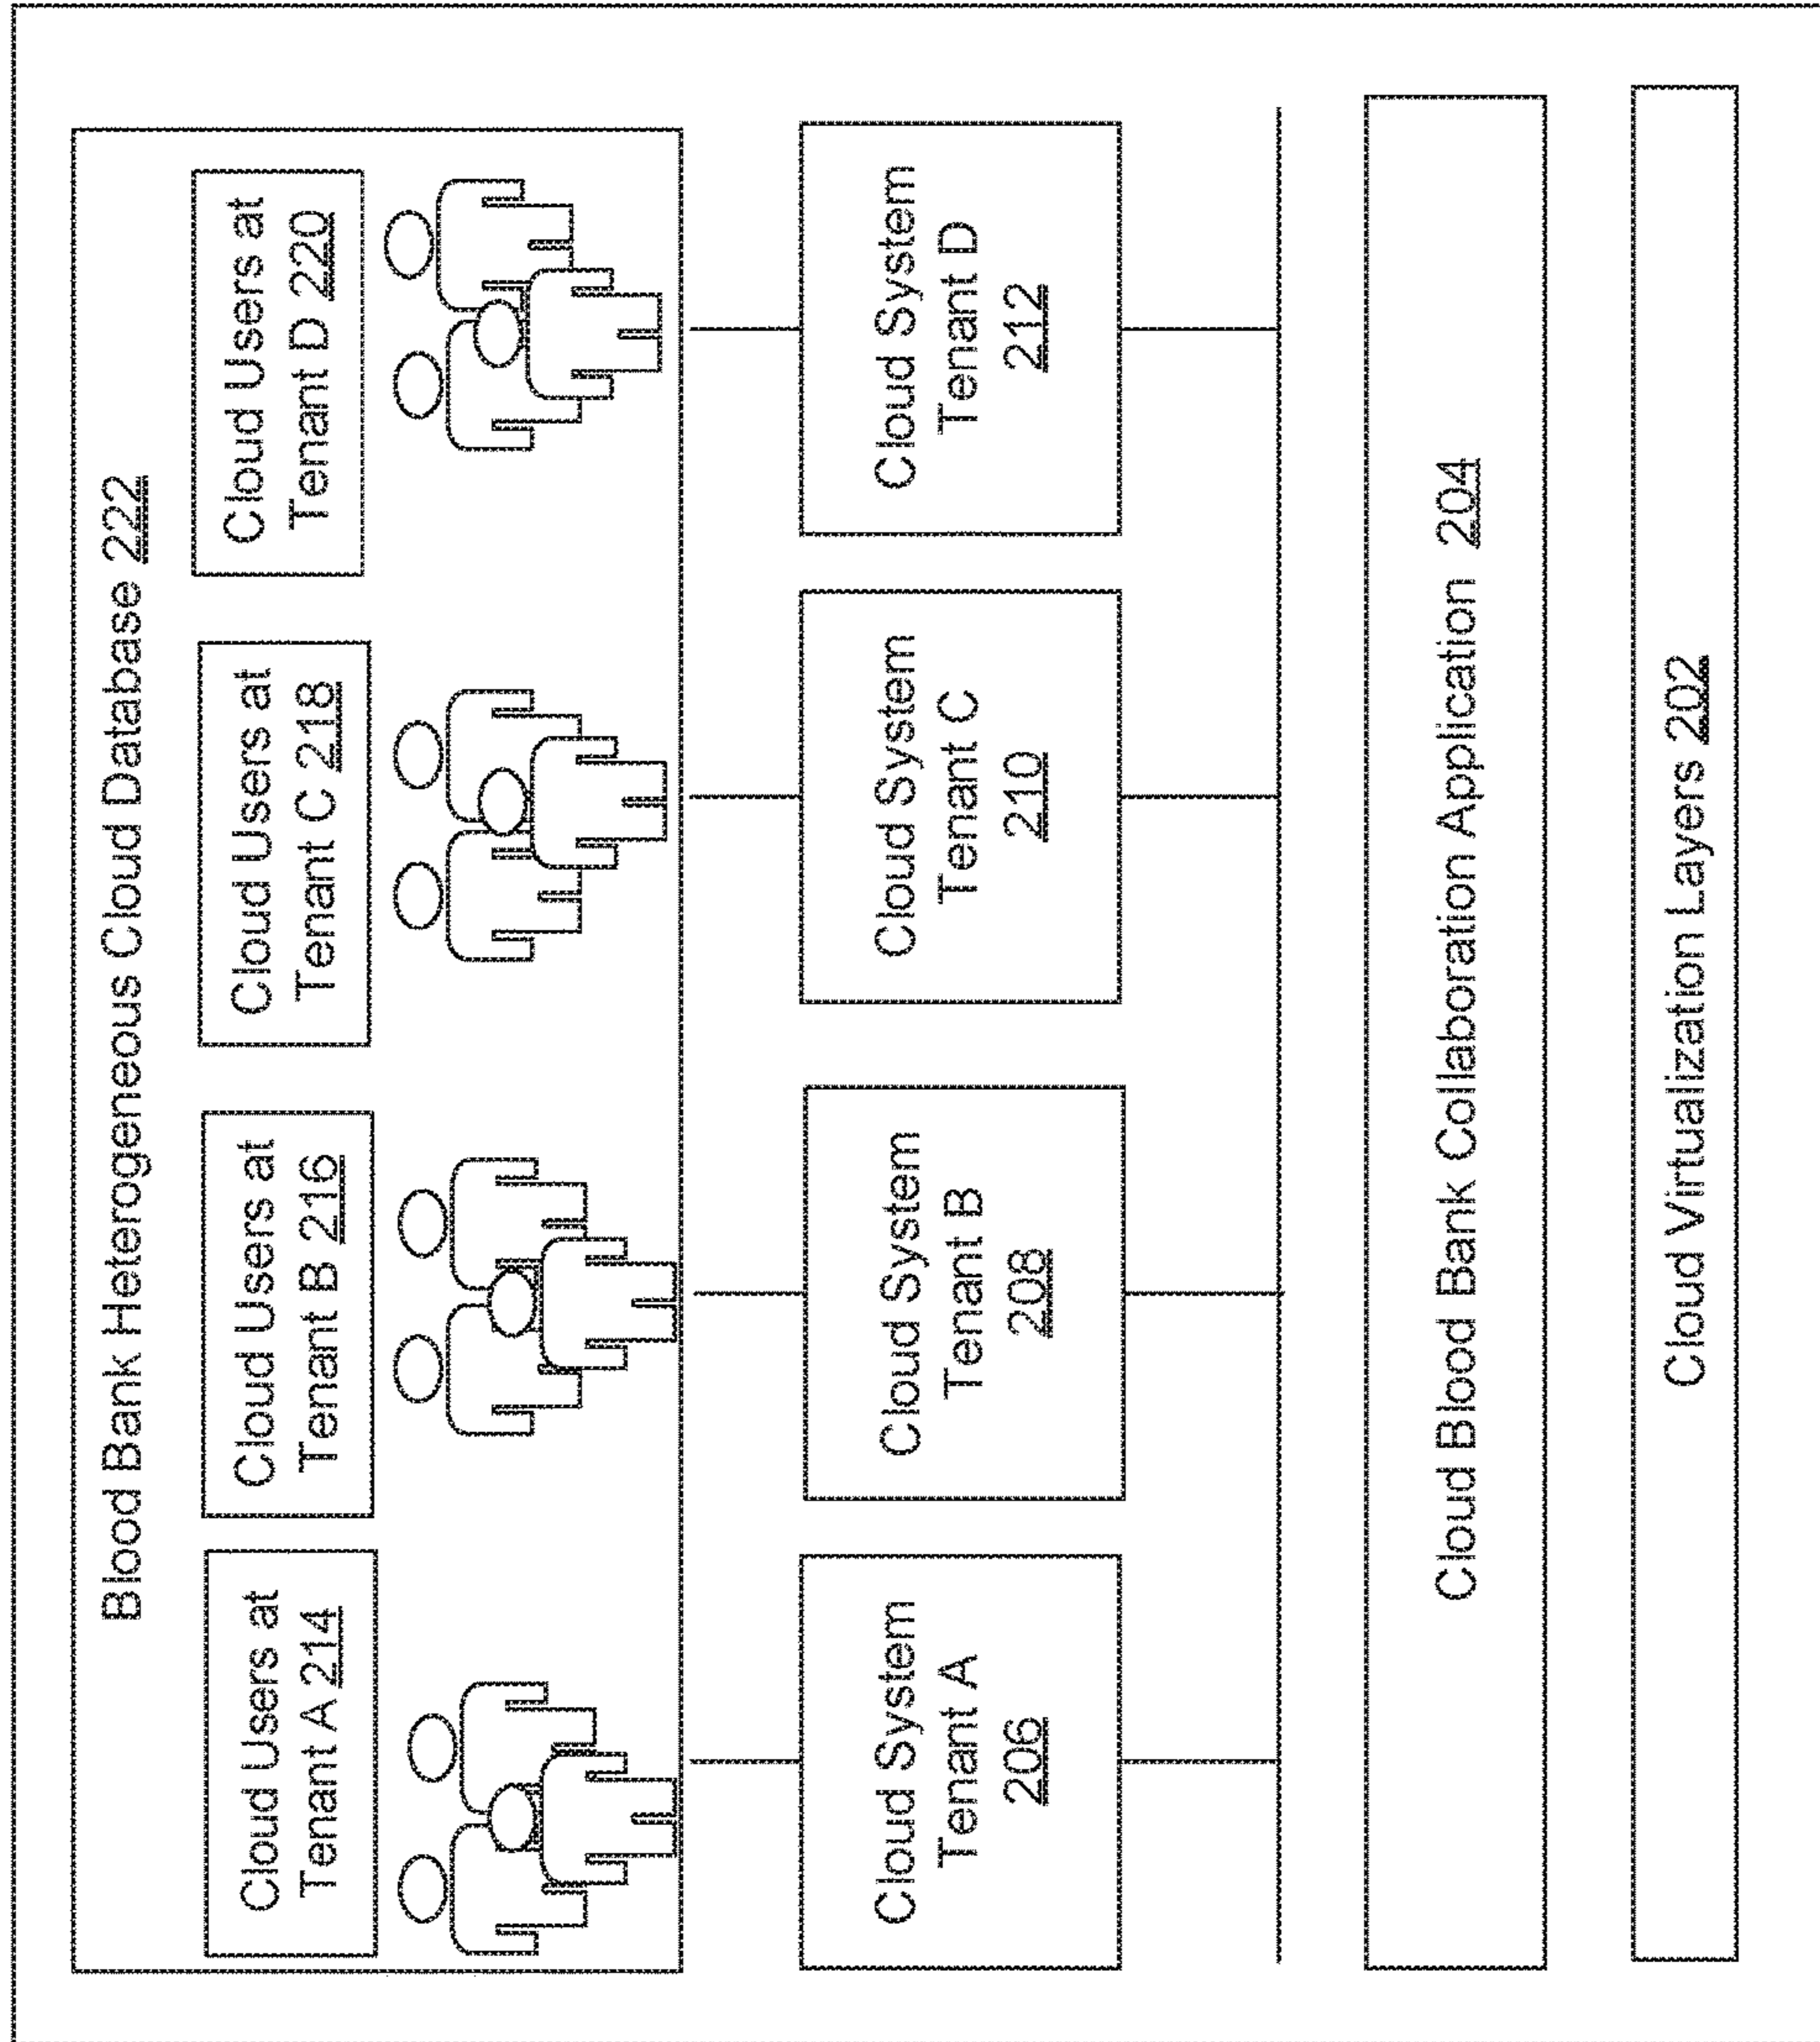 Blood Bank Heterogeneous Cloud Database 222
Cloud Users at
Tenant A 214
Cloud Users at
Tenant B 216
Cloud Users at
Tenant C 218
Cloud Users at
Tenant D 220
Cloud System
Tenant A
206
Cloud System
Tenant B
208
Cloud System
Tenant C
210
Cloud System
Tenant D
212
Cloud Blood Bank Collaboration Application 204
Cloud Virtualization Layers 202